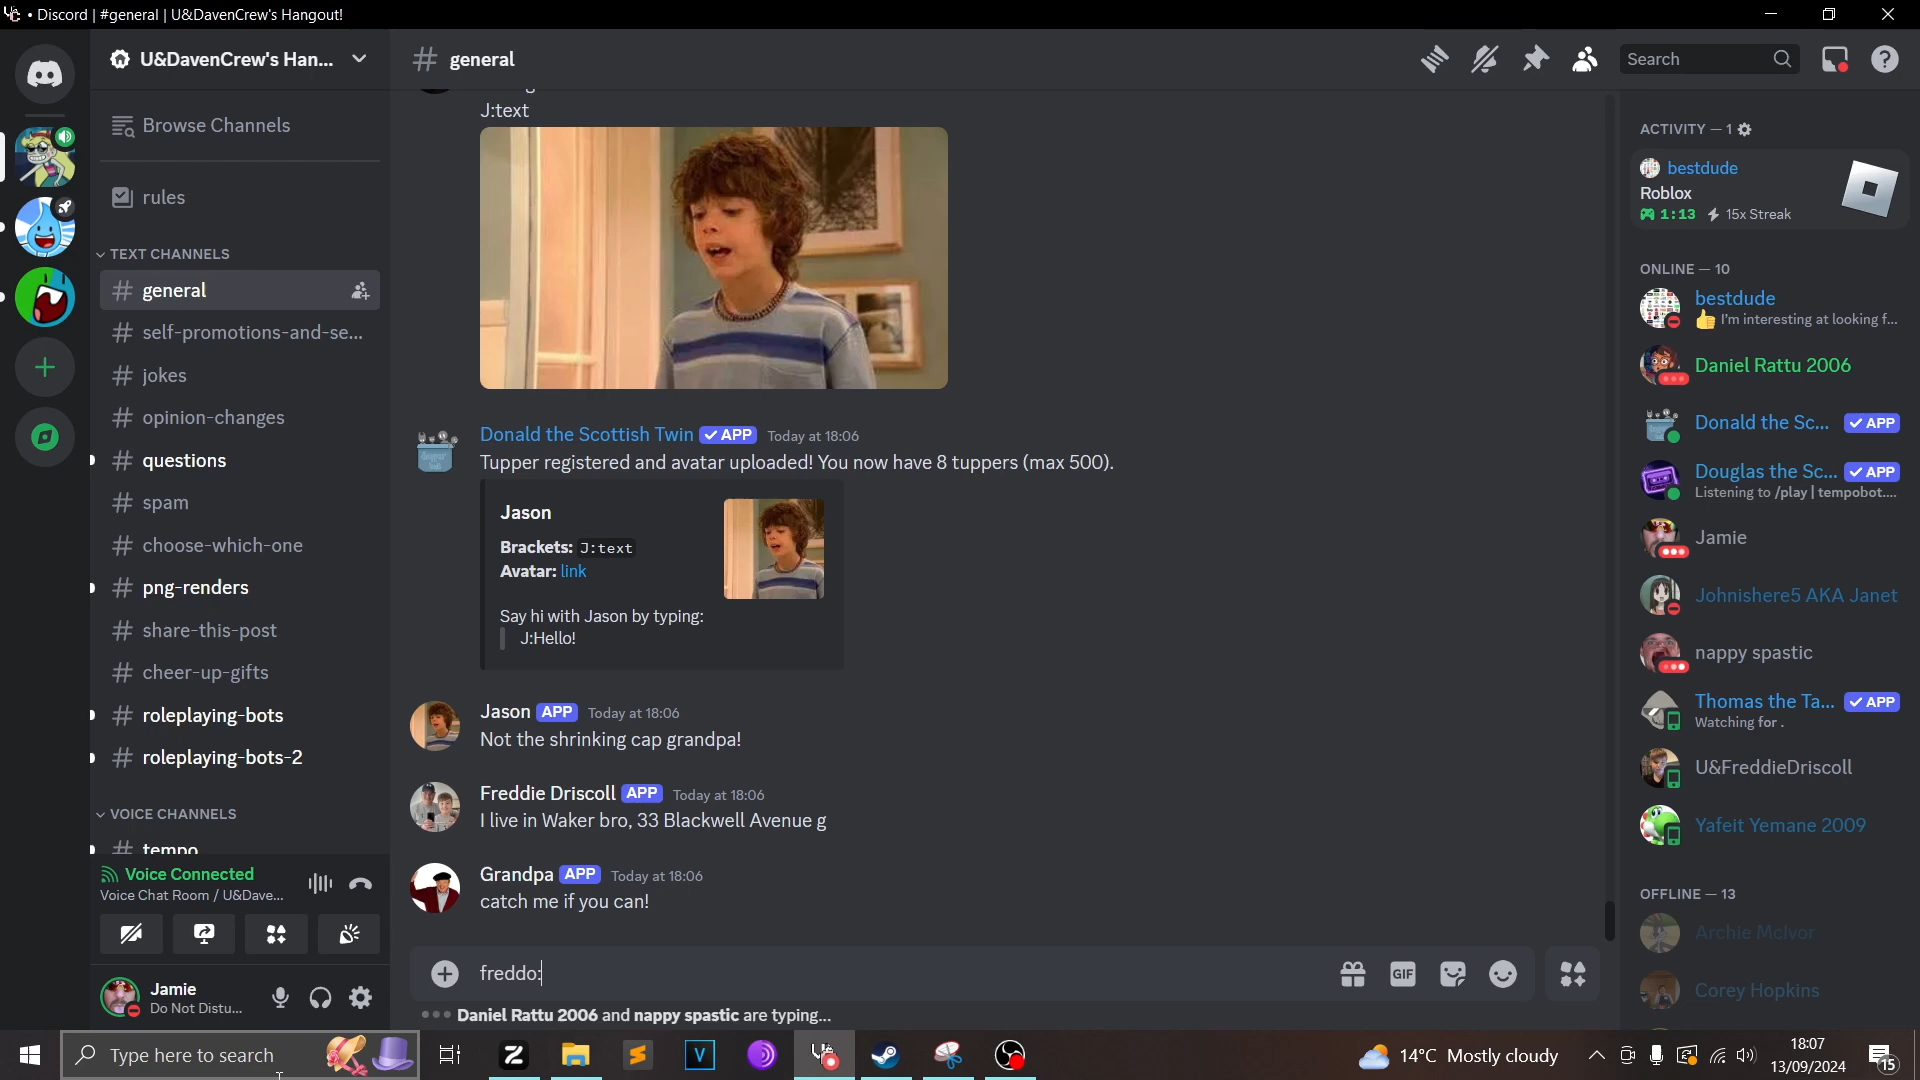 • Discord | #general | U&DavenCrew's Hangout!
U&DavenCrew's Han...
Browse Channels
rules
TEXT CHANNELS
general
self-promotions-and-se...
jokes
opinion-changes
questions
spam
choose-which-one
png-renders
share-this-post
cheer-up-gifts
roleplaying-bots
roleplaying-bots-2
VOICE CHANNELS
tempo
Voice Connected
Voice Chat Room / U&Dave...
Jamie
Do Not Distu...
general
Search
J:text
Donald the Scottish Twin ✓ APP Today at 18:06
Tupper registered and avatar uploaded! You now have 8 tuppers (max 500).
Jason
Brackets: J:text
Avatar: link
Say hi with Jason by typing:
J:Hello!
Jason APP Today at 18:06
Not the shrinking cap grandpa!
Freddie Driscoll APP Today at 18:06
I live in Waker bro, 33 Blackwell Avenue g
Grandpa APP Today at 18:06
catch me if you can!
freddo:
GIF
Daniel Rattu 2006 and nappy spastic are typing...
ACTIVITY — 1
bestdude
Roblox
1:13 15x Streak
ONLINE — 10
bestdude
I'm interesting at looking f...
Daniel Rattu 2006
Donald the Sc... ✓ APP
Douglas the Sc... ✓ APP
Listening to /play | tempobot....
Jamie
Johnishere5 AKA Janet
nappy spastic
Thomas the Ta... ✓ APP
Watching for .
U&FreddieDriscoll
Yafeit Yemane 2009
OFFLINE — 13
Archie McIvor
Corey Hopkins
Type here to search
14°C Mostly cloudy
18:07
13/09/2024
15